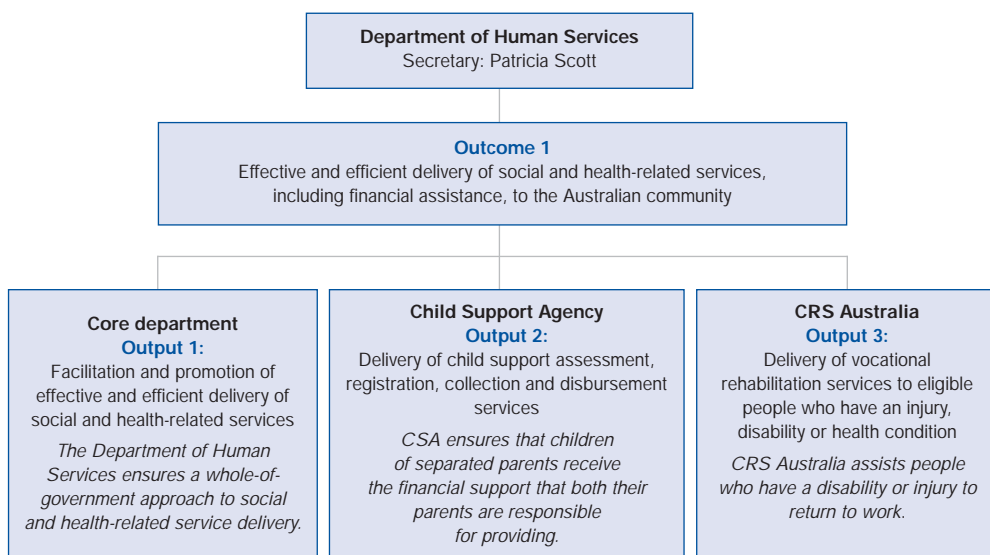 Department of Human Services
Secretary: Patricia Scott
Outcome 1
Effective and efficient delivery of social and health-related services,
including financial assistance, to the Australian community
Core department
Output 1:
Facilitation and promotion of
effective and efficient delivery of
social and health-related services
The Department of Human
Services ensures a whole-of-
government approach to social
and health-related service delivery.
Child Support Agency
Output 2:
Delivery of child support assessment,
registration, collection and disbursement
services
CSA ensures that children
of separated parents receive
the financial support that both their
parents are responsible
for providing.
CRS Australia
Output 3:
Delivery of vocational
rehabilitation services to eligible
people who have an injury,
disability or health condition
CRS Australia assists people
who have a disability or injury to
return to work.